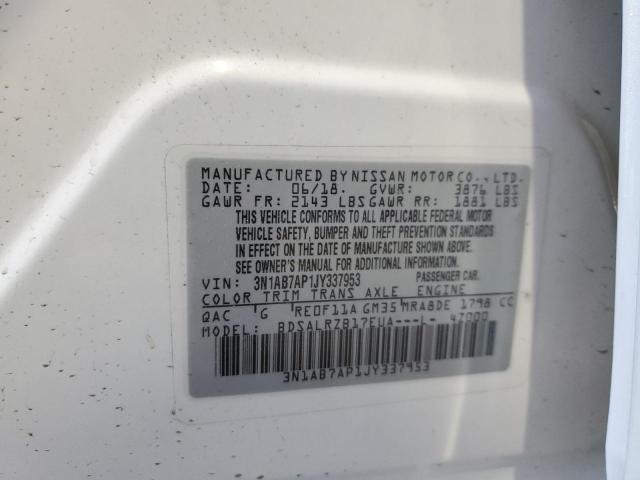 MANUFACTURED BY NISSAN MOTOR CO., LTD.
DATE: 06/18. GVWR: 3876 LBS
GAWR FR: 2143 LBS GAWR RR: 1881 LBS
THIS VEHICLE CONFORMS TO ALL APPLICABLE FEDERAL MOTOR
VEHICLE SAFETY, BUMPER AND THEFT PREVENTION STANDARDS
IN EFFECT ON THE DATE OF MANUFACTURE SHOWN ABOVE.
SEE OWNER'S MANUAL FOR ADDITIONAL INFORMATION.
VIN: 3N1AB7AP1JY337953 PASSENGER CAR.
COLOR TRIM TRANS AXLE ENGINE
QAC G RE0F11A GM35 MRA8DE 1798 CC
MODEL: BDSALRZB17EUA---L- 47000
3N1AB7AP1JY337953